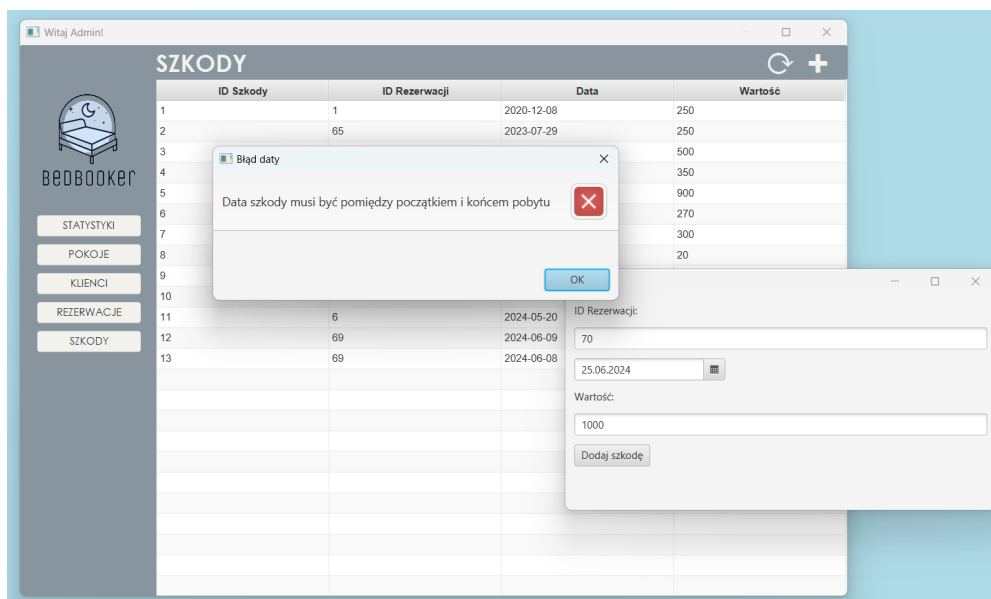 Witaj Admin!
SZKODY
ID Szkody ID Rezerwacji Data Wartość
1 1 2020-12-08 250
2 65 2023-07-29 250
3 500
4 350
5 900
6 270
7 300
8 20
9
10
11 6 2024-05-20
12 69 2024-06-09
13 69 2024-06-08
BEDBOOKER
STATYSTYKI
POKOJE
KLIENCI
REZERWACJE
SZKODY
Błąd daty
Data szkody musi być pomiędzy początkiem i końcem pobytu
OK
ID Rezerwacji:
70
25.06.2024
Wartość:
1000
Dodaj szkodę